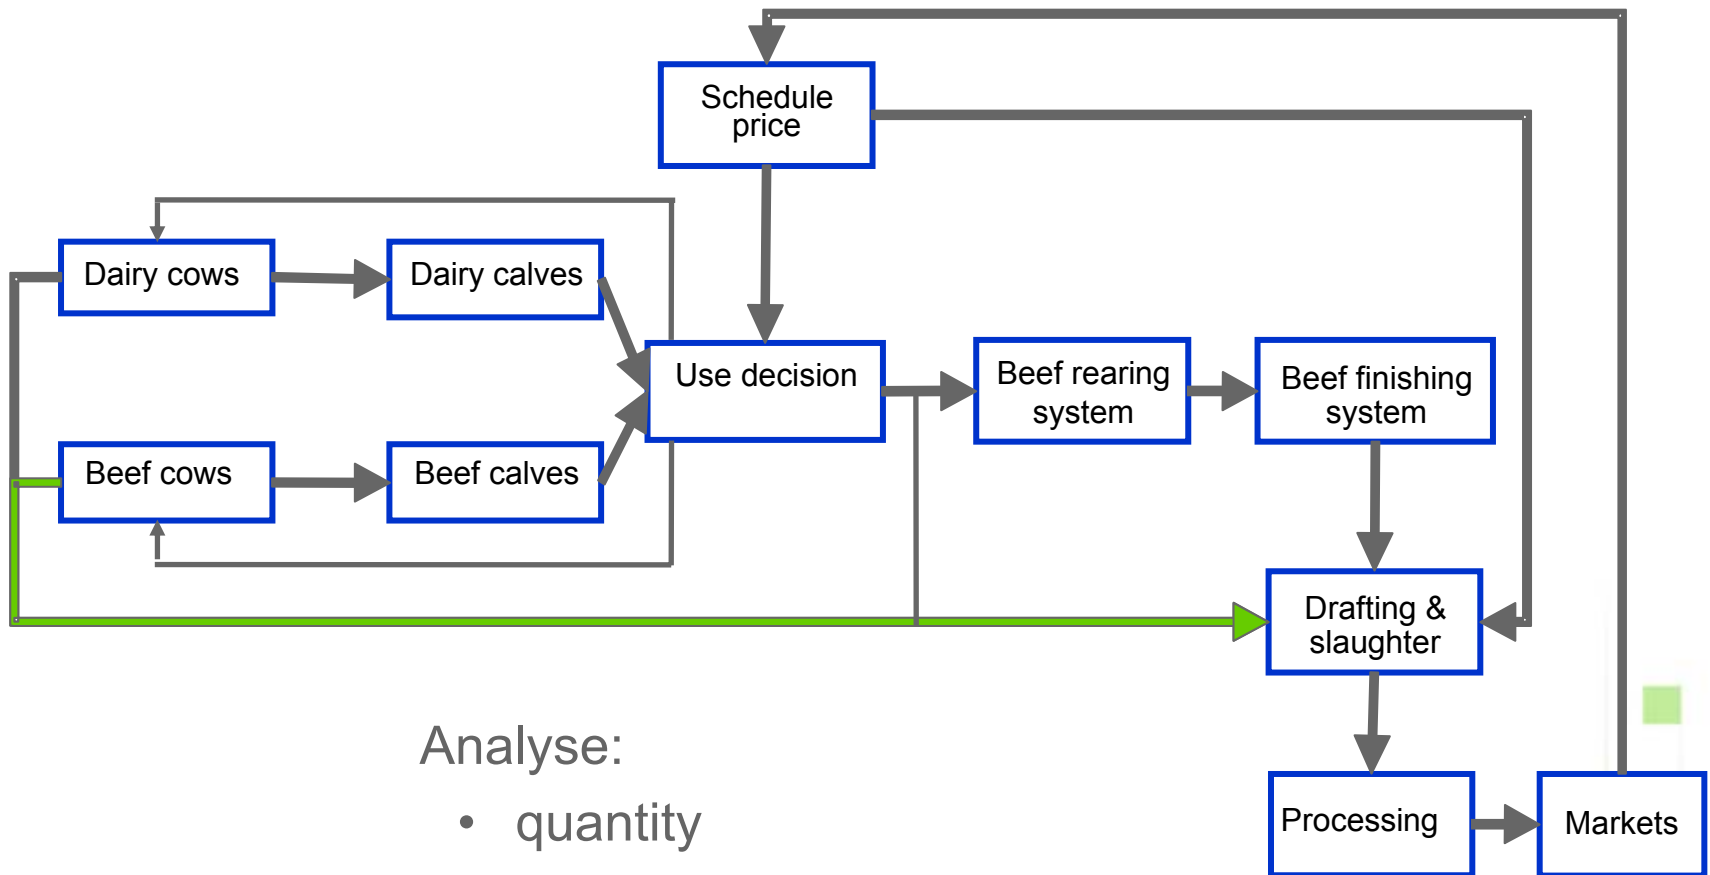 Schedule
price
Dairy cows
Dairy calves
Use decision
Beef rearing
system
Beef finishing
system
Beef cows
Beef calves
Drafting &
slaughter
Analyse:
• quantity
Processing
Markets